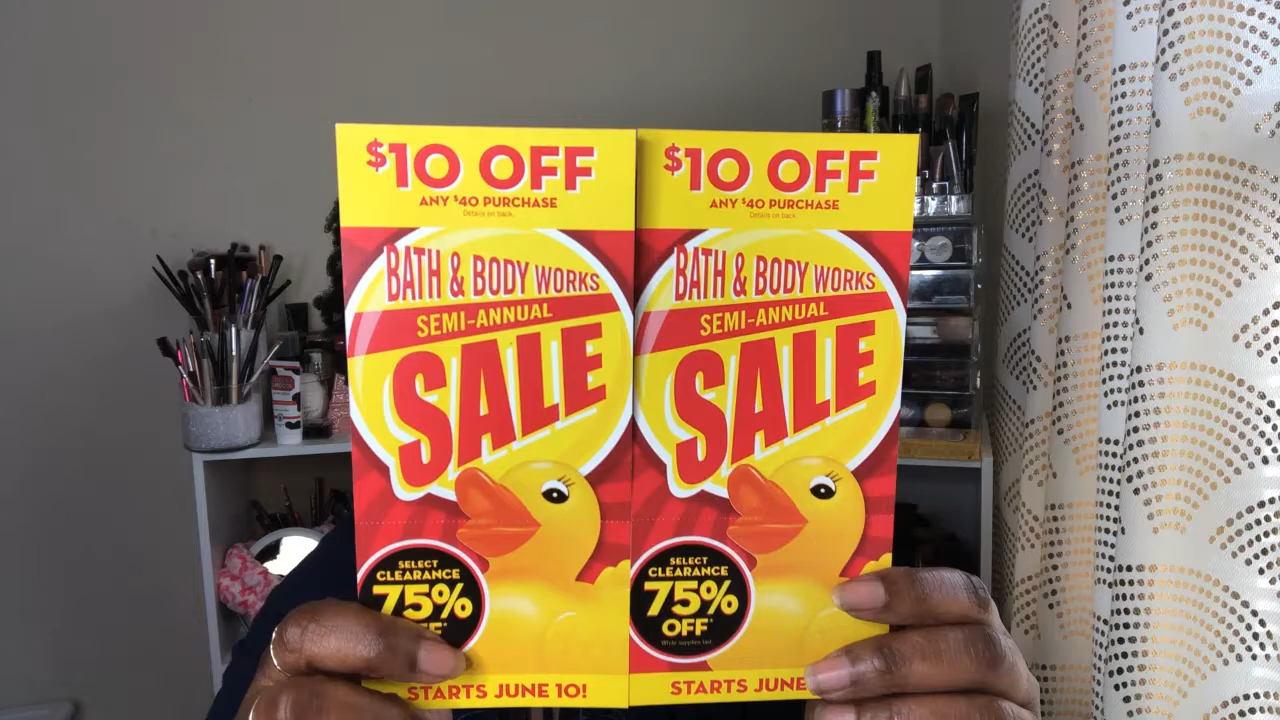 $10 OFF
ANY $40 PURCHASE
Details on back.
BATH & BODY WORKS
SEMI-ANNUAL
SALE
SELECT
CLEARANCE
75%
STARTS JUNE 10!
$10 OFF
ANY $40 PURCHASE
Details on back.
BATH & BODY WORKS
SEMI-ANNUAL
SALE
SELECT
CLEARANCE
75%
OFF*
While supplies last.
STARTS JUNE